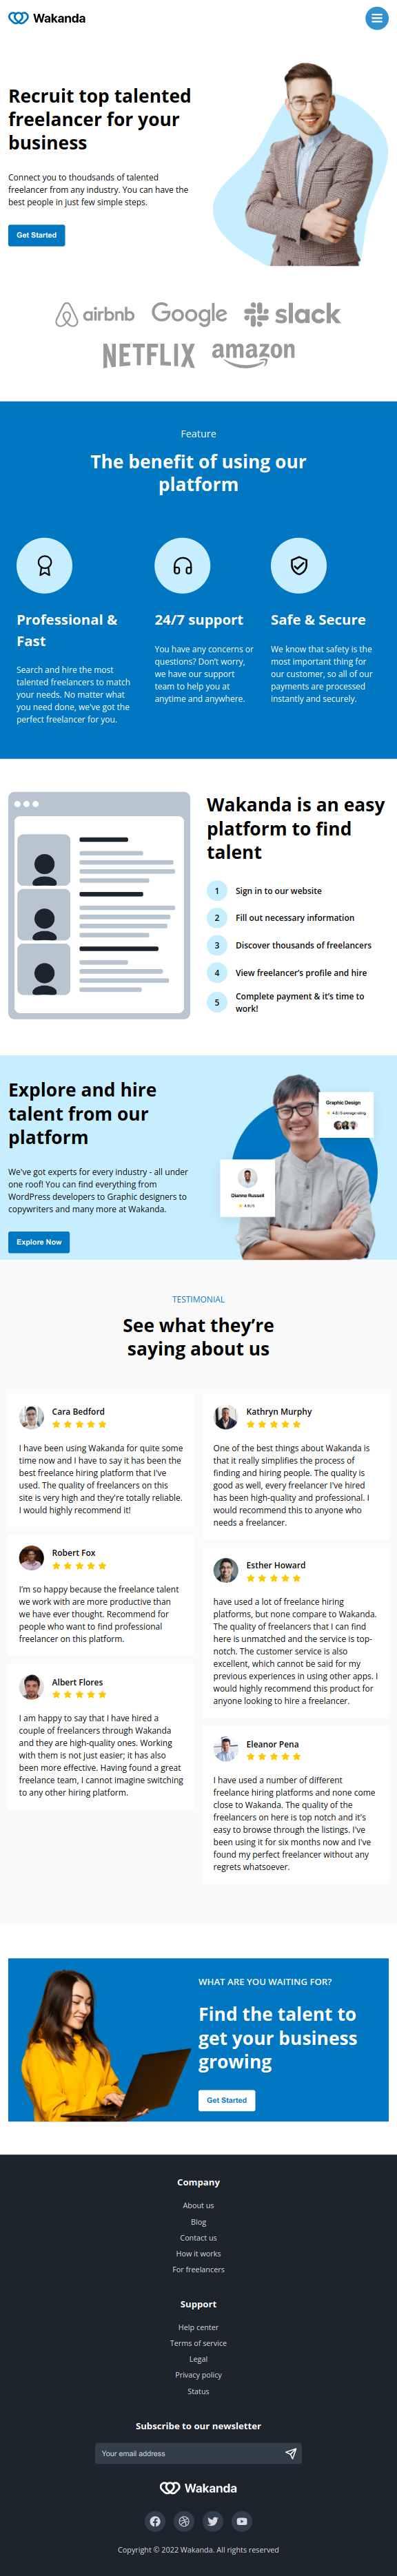 Wakanda
Recruit top talented
freelancer for your
business
Connect you to thoudsands of talented
freelancer from any industry. You can have the
best people in just few simple steps.
Get Started
airbnb Google slack
NETFLIX amazon
Feature
The benefit of using our
platform
Professional &
Fast
Search and hire the most
talented freelancers to match
your needs. No matter what
you need done, we've got the
perfect freelancer for you.
24/7 support
You have any concerns or
questions? Don't worry,
we have our support
team to help you at
anytime and anywhere.
Safe & Secure
We know that safety is the
most important thing for
our customer, so all of our
payments are processed
instantly and securely.
Wakanda is an easy
platform to find
talent
1 Sign in to our website
2 Fill out necessary information
3 Discover thousands of freelancers
4 View freelancer's profile and hire
5 Complete payment & it's time to
work!
Explore and hire
talent from our
platform
We've got experts for every industry - all under
one roof! You can find everything from
WordPress developers to Graphic designers to
copywriters and many more at Wakanda.
Explore Now
Graphic Design
4.8/5 average rating
Dianne Russell
4.9/5
TESTIMONIAL
See what they're
saying about us
Cara Bedford
I have been using Wakanda for quite some
time now and I have to say it has been the
best freelance hiring platform that I've
used. The quality of freelancers on this
site is very high and they're totally reliable.
I would highly recommend it!
Robert Fox
I'm so happy because the freelance talent
we work with are more productive than
we have ever thought. Recommend for
people who want to find professional
freelancer on this platform.
Albert Flores
I am happy to say that I have hired a
couple of freelancers through Wakanda
and they are high-quality ones. Working
with them is not just easier; it has also
been more effective. Having found a great
freelance team, I cannot imagine switching
to any other hiring platform.
Kathryn Murphy
One of the best things about Wakanda is
that it really simplifies the process of
finding and hiring people. The quality is
good as well, every freelancer I've hired
has been high-quality and professional. I
would recommend this to anyone who
needs a freelancer.
Esther Howard
have used a lot of freelance hiring
platforms, but none compare to Wakanda.
The quality of freelancers that I can find
here is unmatched and the service is top-
notch. The customer service is also
excellent, which cannot be said for my
previous experiences in using other apps. I
would highly recommend this product for
anyone looking to hire a freelancer.
Eleanor Pena
I have used a number of different
freelance hiring platforms and none come
close to Wakanda. The quality of the
freelancers on here is top notch and it's
easy to browse through the listings. I've
been using it for six months now and I've
found my perfect freelancer without any
regrets whatsoever.
WHAT ARE YOU WAITING FOR?
Find the talent to
get your business
growing
Get Started
Company
About us
Blog
Contact us
How it works
For freelancers
Support
Help center
Terms of service
Legal
Privacy policy
Status
Subscribe to our newsletter
Your email address
Wakanda
Copyright © 2022 Wakanda. All rights reserved